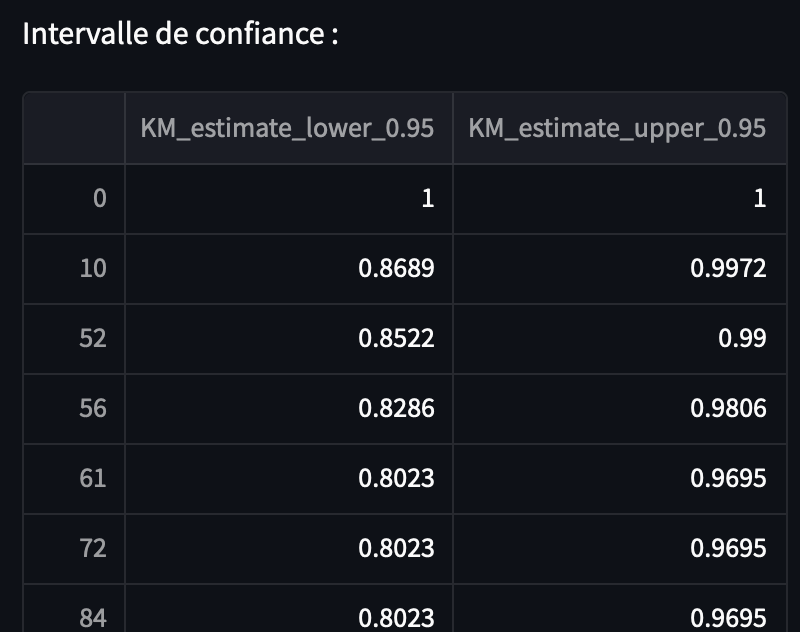 Intervalle de confiance :
KM_estimate_lower_0.95 KM_estimate_upper_0.95
0 1 1
10 0.8689 0.9972
52 0.8522 0.99
56 0.8286 0.9806
61 0.8023 0.9695
72 0.8023 0.9695
84 0.8023 0.9695